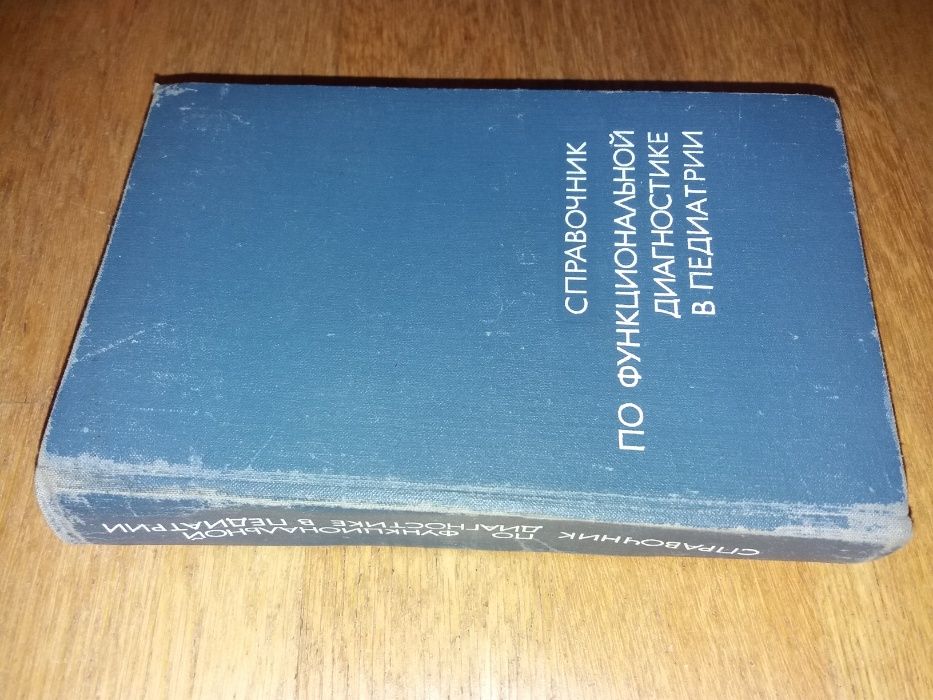 СПРАВОЧНИК
ПО ФУНКЦИОНАЛЬНОЙ
ДИАГНОСТИКЕ
В ПЕДИАТРИИ
СПРАВОЧНИК
ПО
ФУНКЦИОНАЛЬНОЙ
ДИАГНОСТИКЕ В ПЕДИАТРИИ